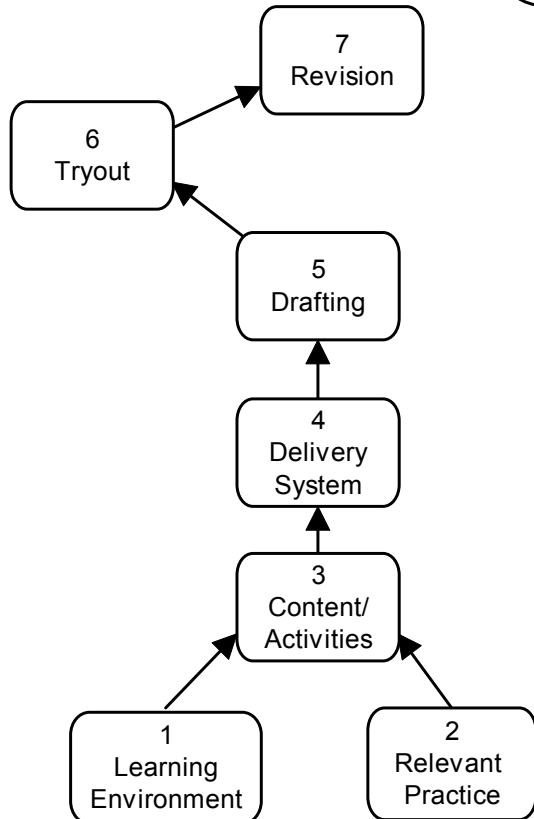 7
Revision
6
Tryout
5
Drafting
4
Delivery
System
3
Content/
Activities
1
Learning
Environment
2
Relevant
Practice